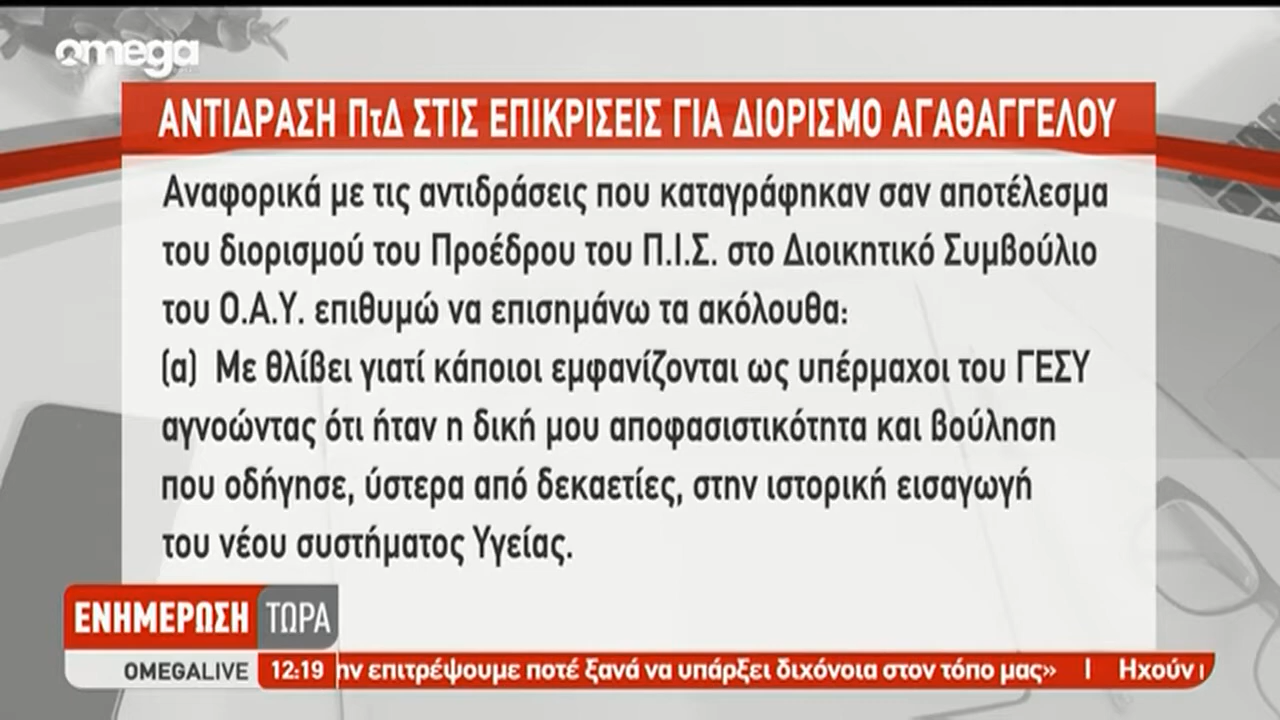 omega
ΑΝΤΙΔΡΑΣΗ ΠτΔ ΣΤΙΣ ΕΠΙΚΡΙΣΕΙΣ ΓΙΑ ΔΙΟΡΙΣΜΟ ΑΓΑΘΑΓΓΕΛΟΥ
Αναφορικά με τις αντιδράσεις που καταγράφηκαν σαν αποτέλεσμα
του διορισμού του Προέδρου του Π.Ι.Σ. στο Διοικητικό Συμβούλιο
του Ο.Α.Υ. επιθυμώ να επισημάνω τα ακόλουθα:
(α) Με θλίβει γιατί κάποιοι εμφανίζονται ως υπέρμαχοι του ΓΕΣΥ
αγνοώντας ότι ήταν η δική μου αποφασιστικότητα και βούληση
που οδήγησε, ύστερα από δεκαετίες, στην ιστορική εισαγωγή
του νέου συστήματος Υγείας.
ΕΝΗΜΕΡΩΣΗ ΤΩΡΑ
OMEGALIVE 12:19 ην επιτρέψουμε ποτέ ξανά να υπάρξει διχόνοια στον τόπο μας» | Ηχούν